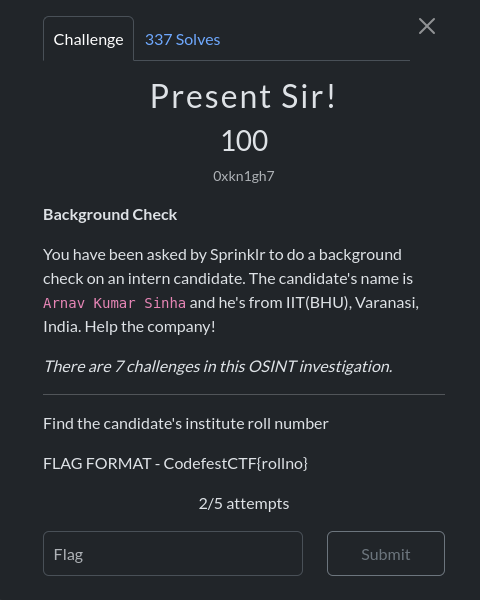 Challenge
337 Solves
Present Sir!
100
0xkn1gh7
Background Check
You have been asked by Sprinklr to do a background
check on an intern candidate. The candidate's name is
Arnav Kumar Sinha and he's from IIT(BHU), Varanasi,
India. Help the company!
There are 7 challenges in this OSINT investigation.
Find the candidate's institute roll number
FLAG FORMAT - CodefestCTF{rollno}
2/5 attempts
Flag
Submit